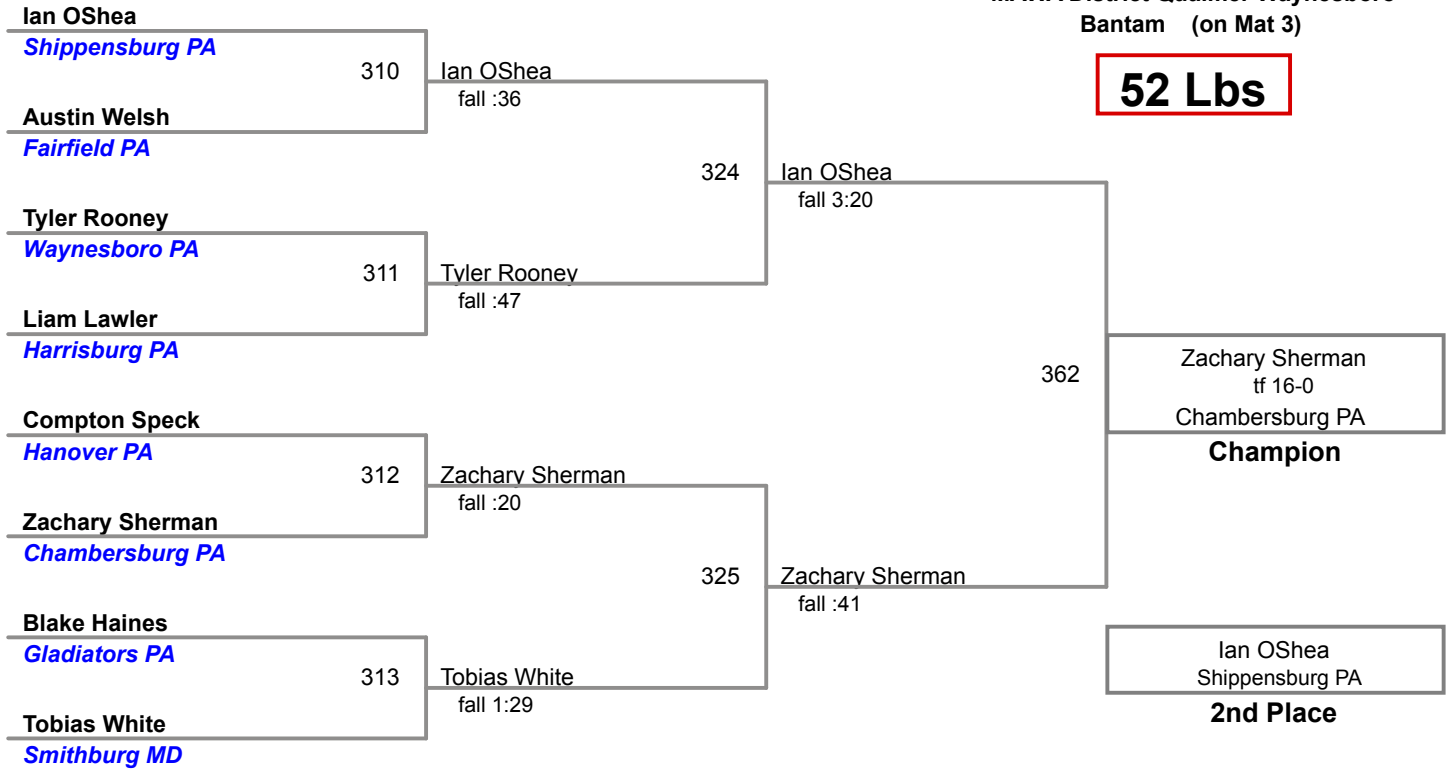 Ian OShea
Shippensburg PA
Austin Welsh
Fairfield PA
Tyler Rooney
Waynesboro PA
Liam Lawler
Harrisburg PA
Compton Speck
Hanover PA
Zachary Sherman
Chambersburg PA
Blake Haines
Gladiators PA
Tobias White
Smithburg MD
310
Ian OShea
fall :36
311
Tyler Rooney
fall :47
312
Zachary Sherman
fall :20
313
Tobias White
fall 1:29
324
Ian OShea
fall 3:20
325
Zachary Sherman
fall :41
Bantam (on Mat 3)
52 Lbs
362
Zachary Sherman
tf 16-0
Chambersburg PA
Champion
Ian OShea
Shippensburg PA
2nd Place